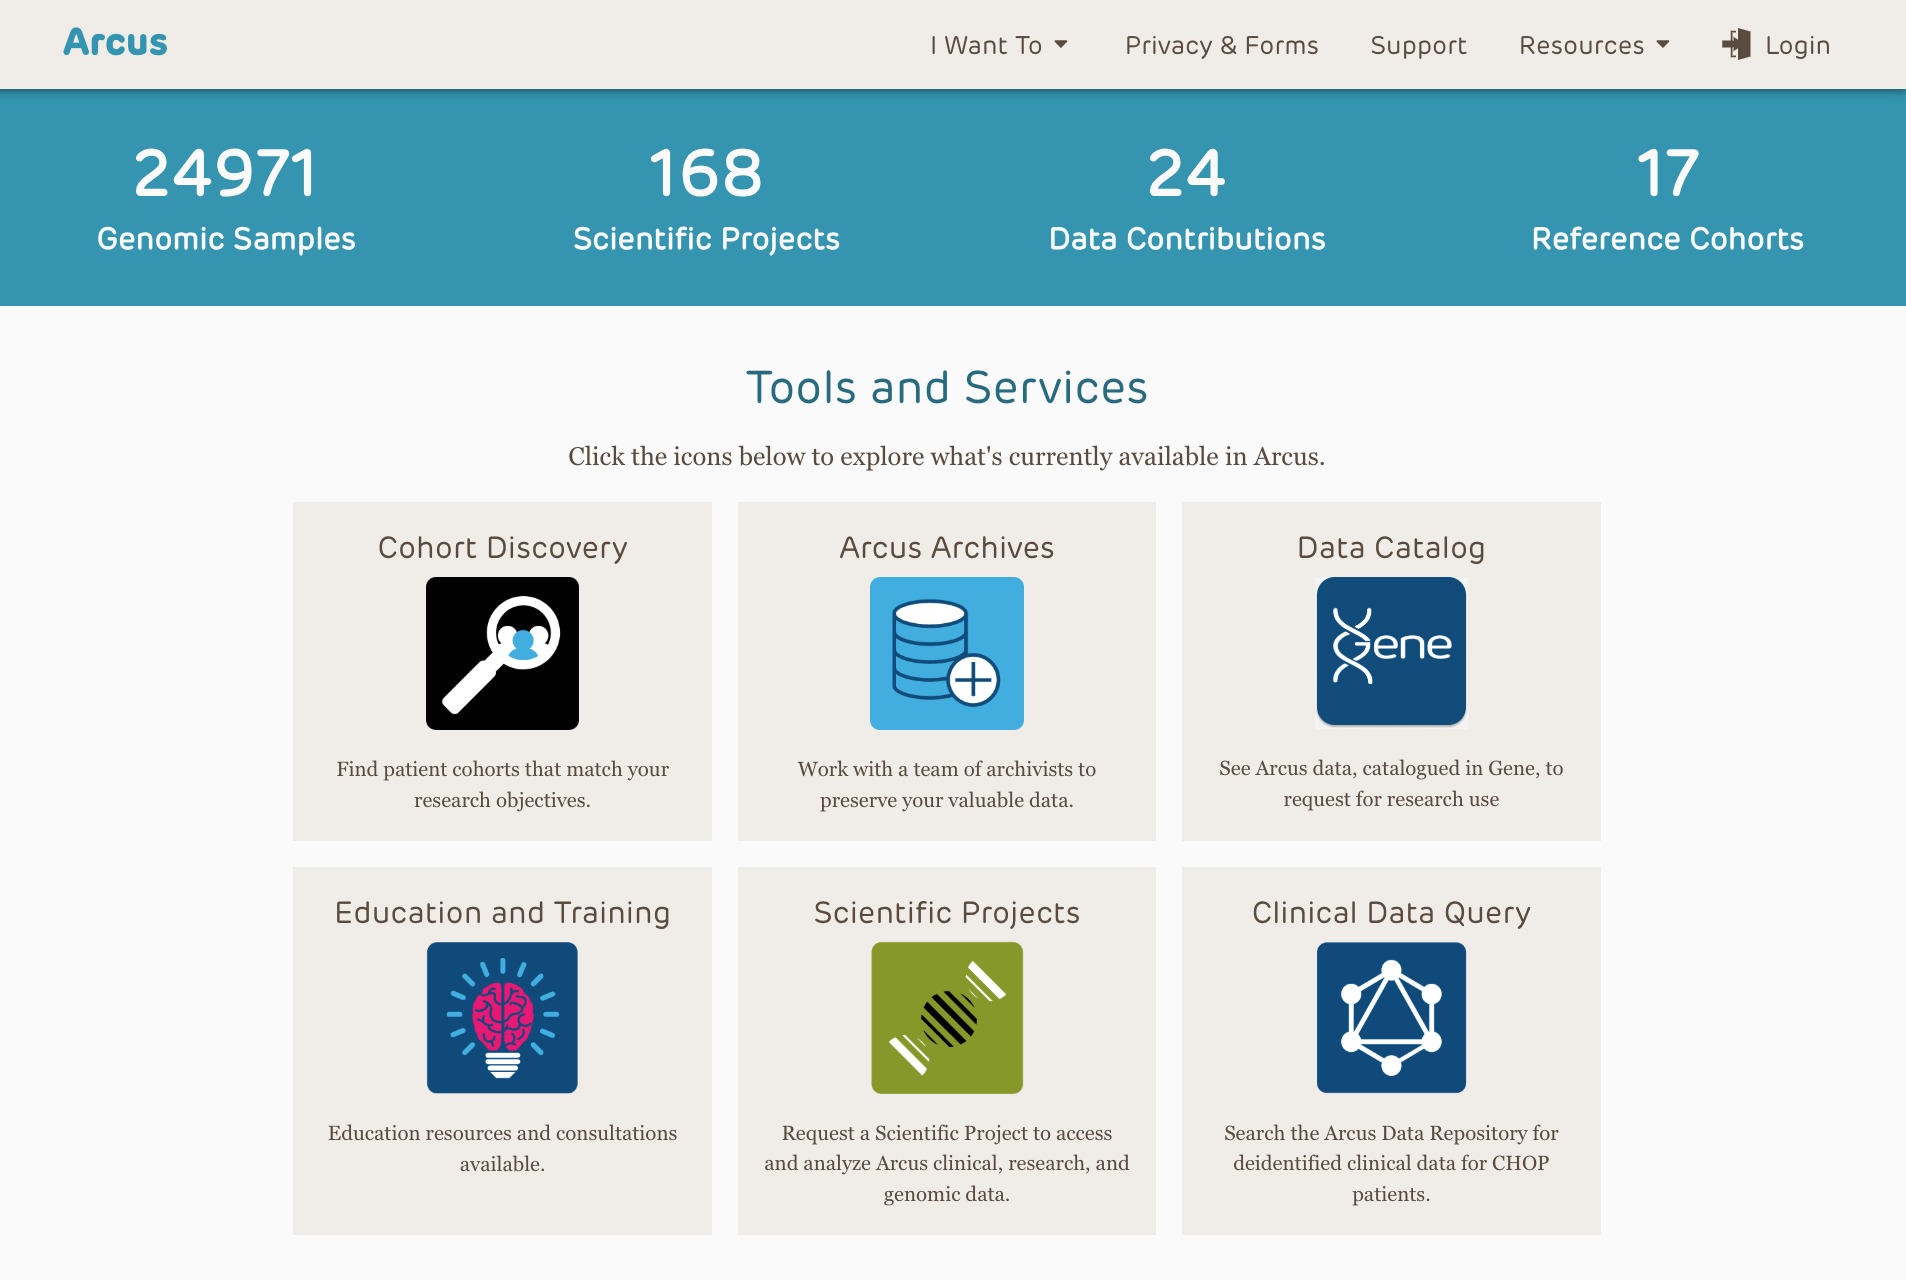 Arcus
I Want To
Privacy & Forms
Support
Resources
Login
24971
Genomic Samples
168
Scientific Projects
24
Data Contributions
17
Reference Cohorts
Tools and Services
Click the icons below to explore what's currently available in Arcus.
Cohort Discovery
Find patient cohorts that match your
research objectives.
Arcus Archives
Work with a team of archivists to
preserve your valuable data.
Data Catalog
Gene
See Arcus data, catalogued in Gene, to
request for research use
Education and Training
Education resources and consultations
available.
Scientific Projects
Request a Scientific Project to access
and analyze Arcus clinical, research, and
genomic data.
Clinical Data Query
Search the Arcus Data Repository for
deidentified clinical data for CHOP
patients.